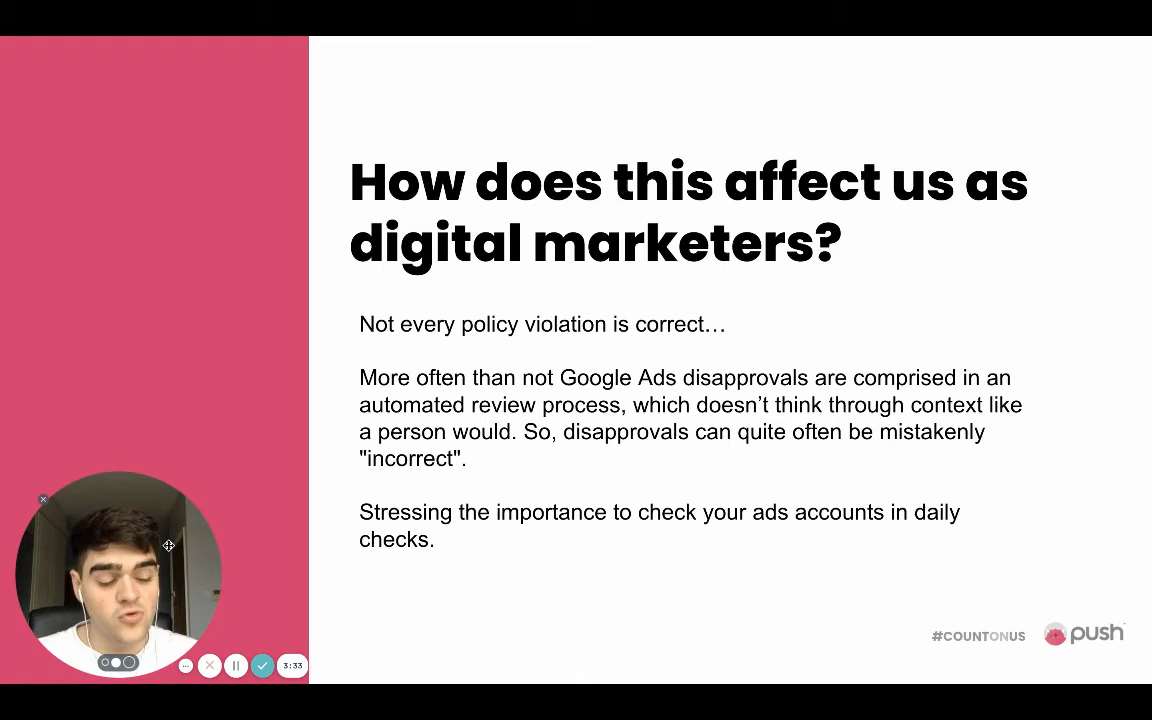 How does this affect us as
digital marketers?
Not every policy violation is correct…
More often than not Google Ads disapprovals are comprised in an
automated review process, which doesn’t think through context like
a person would. So, disapprovals can quite often be mistakenly
"incorrect".
Stressing the importance to check your ads accounts in daily
checks.
#COUNTONUS
push
3:33